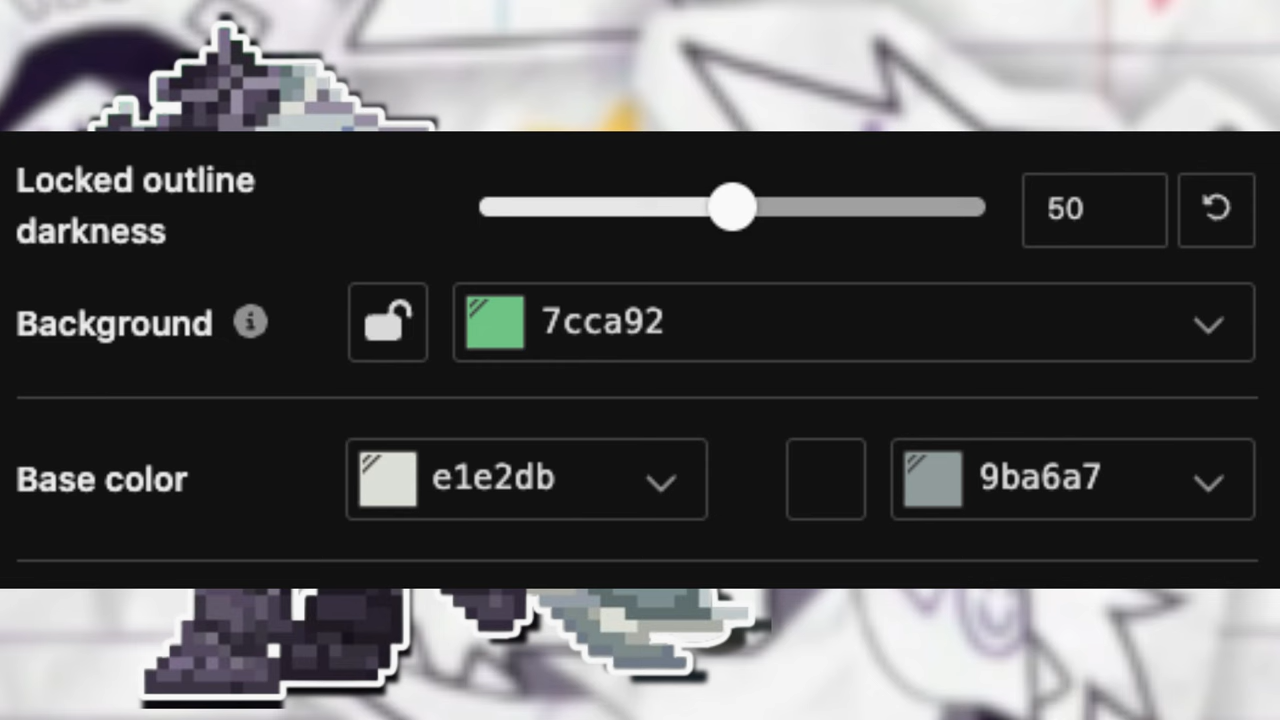 Locked outline
darkness
50
Background
7cca92
Base color
e1e2db
9ba6a7